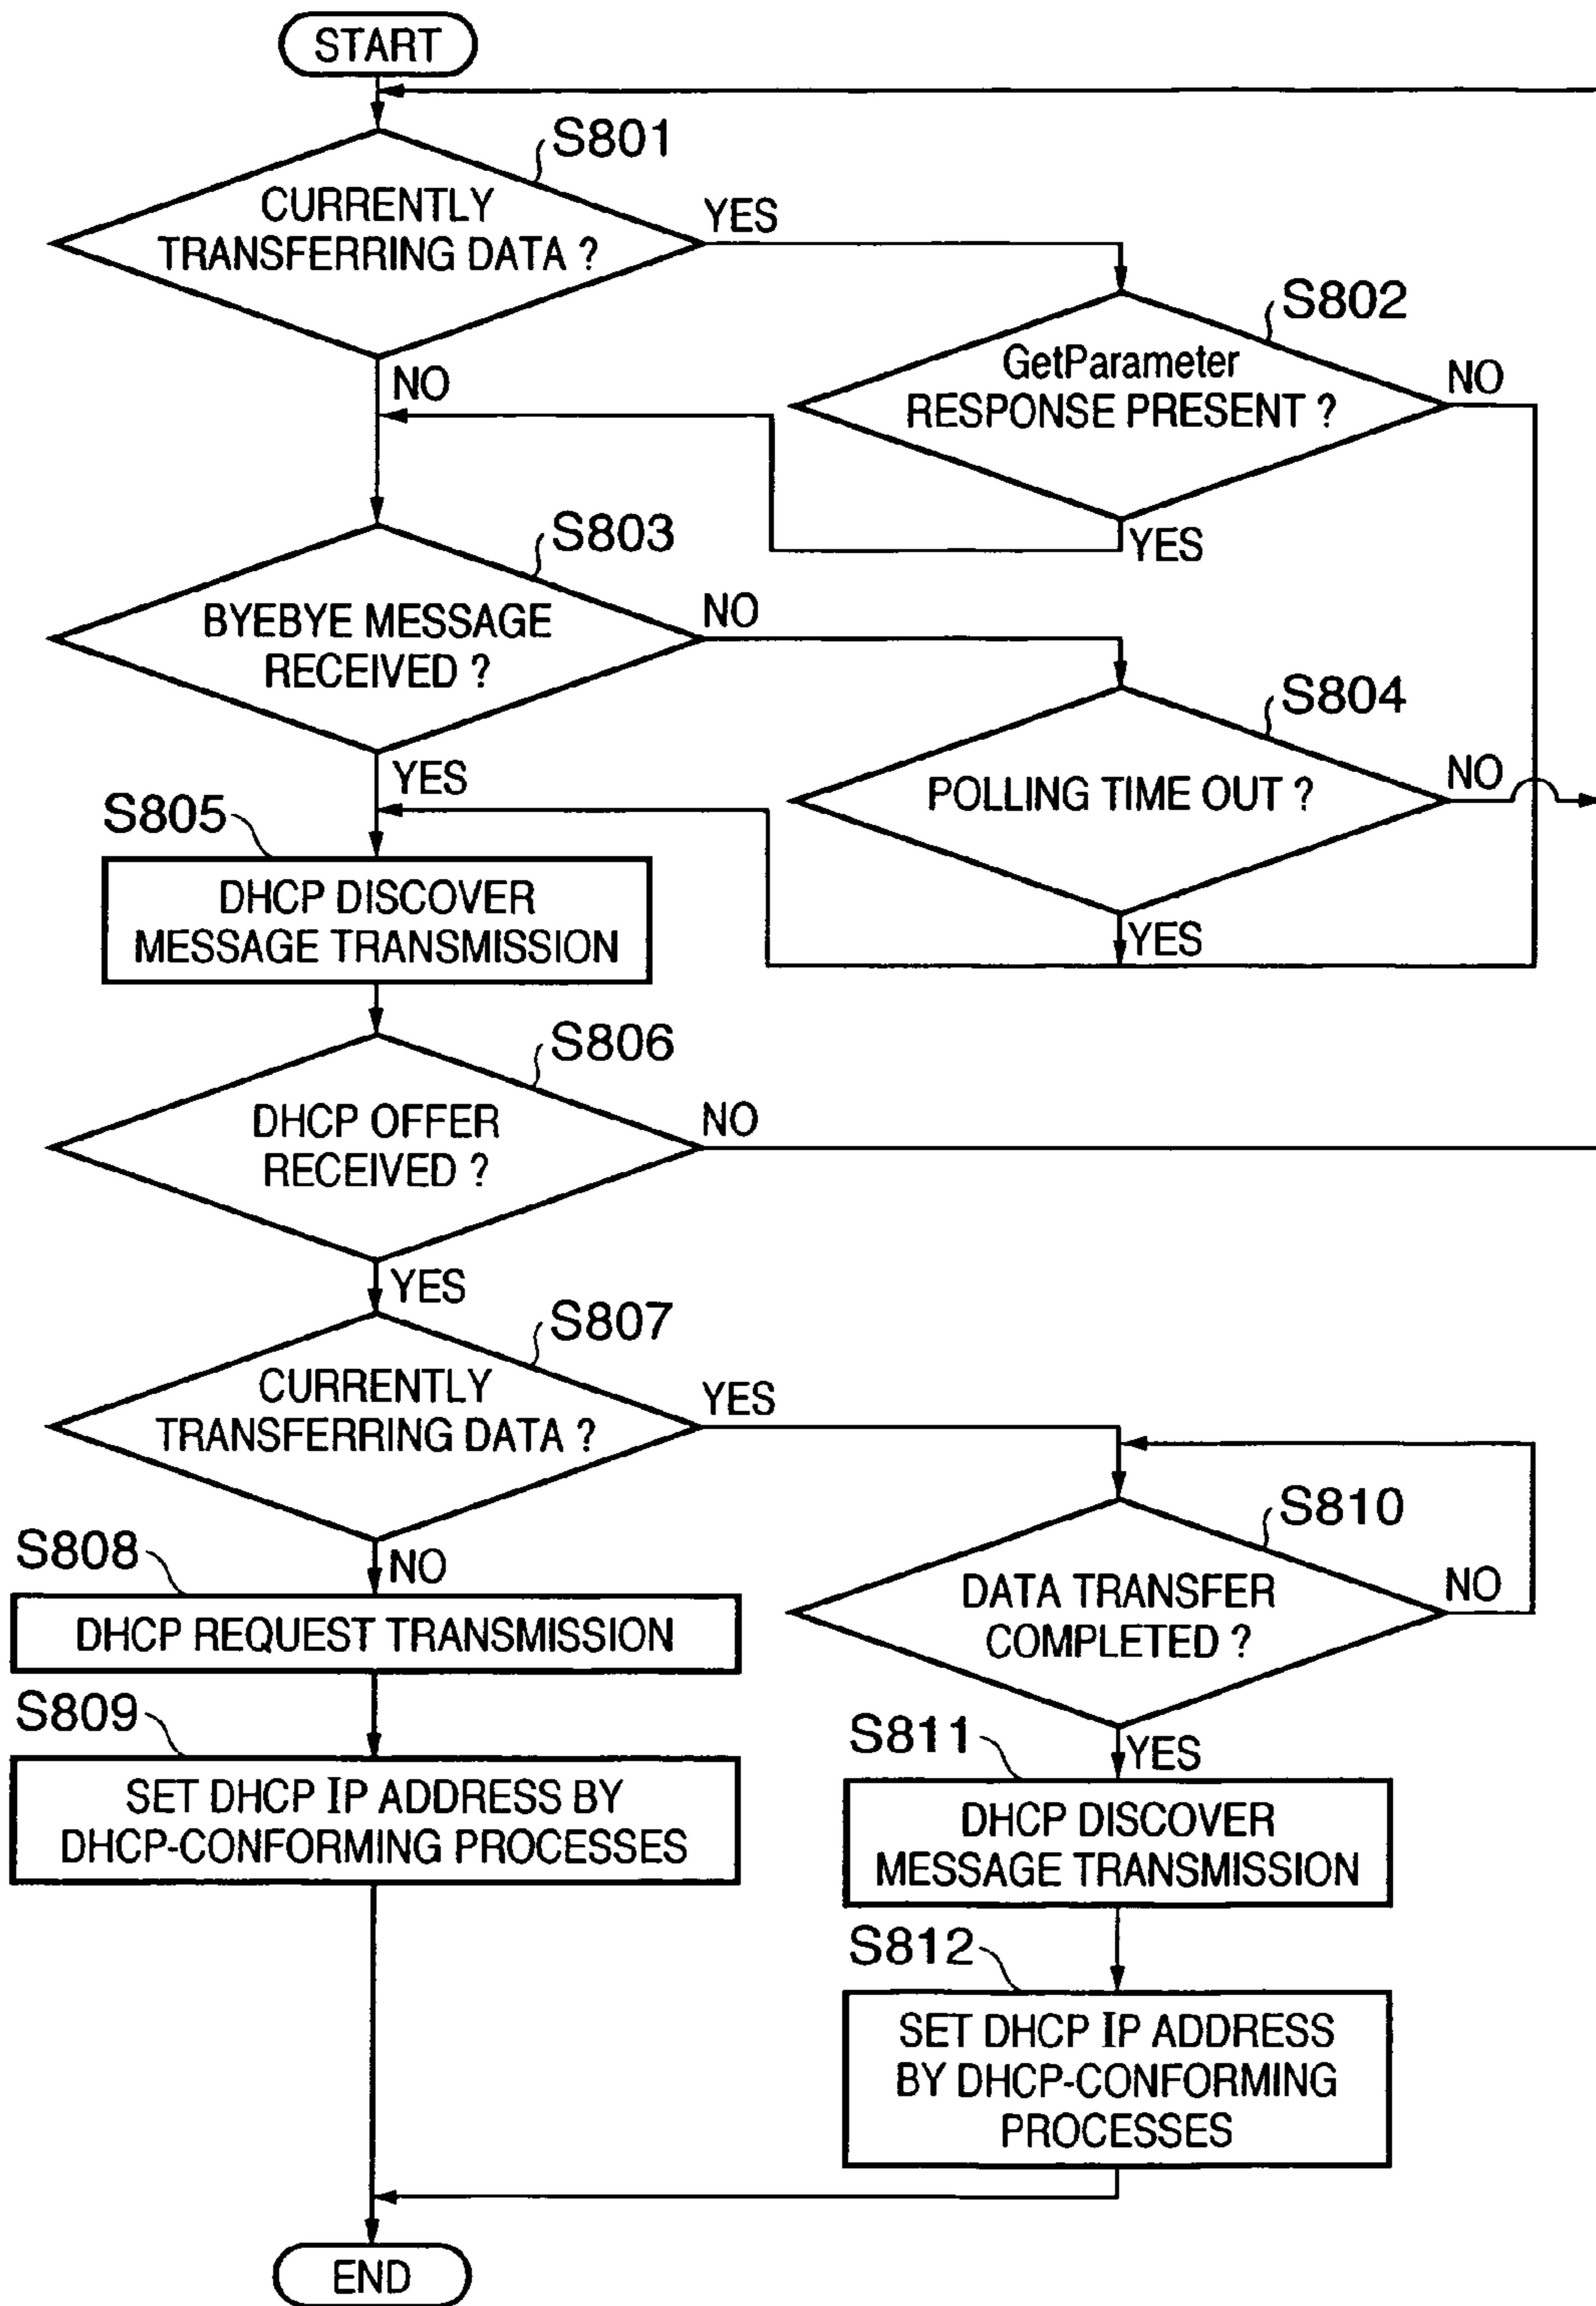 START
S801
CURRENTLY
TRANSFERRING DATA ?
YES
NO
S802
GetParameter
RESPONSE PRESENT ?
NO
YES
S803
BYEBYE MESSAGE
RECEIVED ?
NO
YES
S804
POLLING TIME OUT ?
NO
YES
S805
DHCP DISCOVER
MESSAGE TRANSMISSION
S806
DHCP OFFER
RECEIVED ?
NO
YES
S807
CURRENTLY
TRANSFERRING DATA ?
YES
NO
S808
DHCP REQUEST TRANSMISSION
S809
SET DHCP IP ADDRESS BY
DHCP-CONFORMING PROCESSES
S810
DATA TRANSFER
COMPLETED ?
NO
YES
S811
DHCP DISCOVER
MESSAGE TRANSMISSION
S812
SET DHCP IP ADDRESS
BY DHCP-CONFORMING
PROCESSES
END